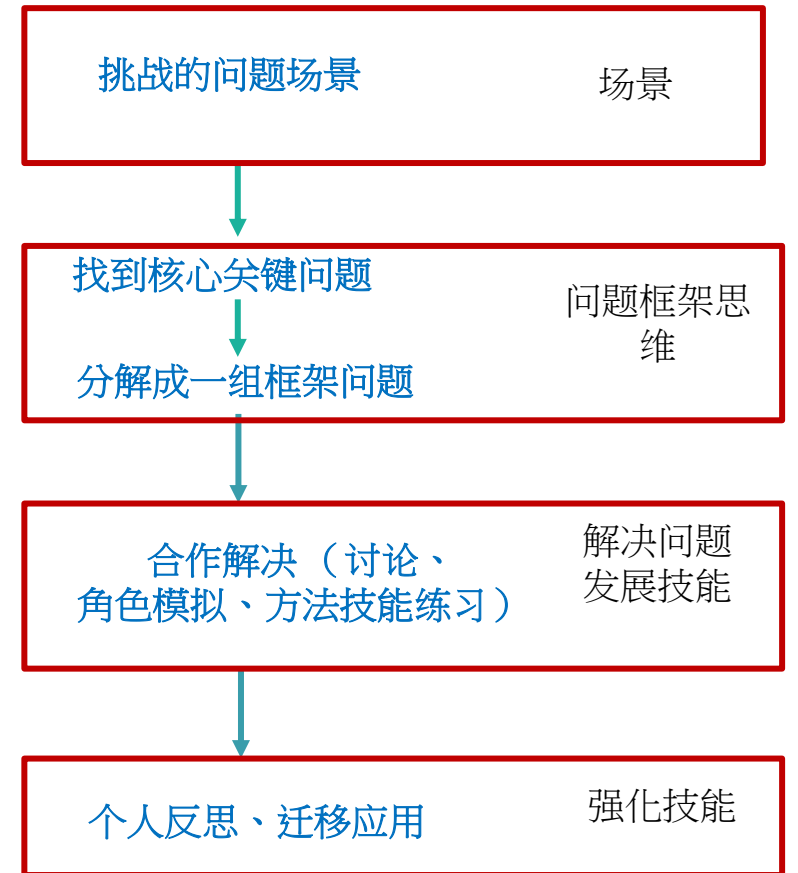 挑战的问题场景
场景
找到核心关键问题
分解成一组框架问题
问题框架思
维
合作解决（讨论、
角色模拟、方法技能练习）
解决问题
发展技能
个人反思、迁移应用
强化技能